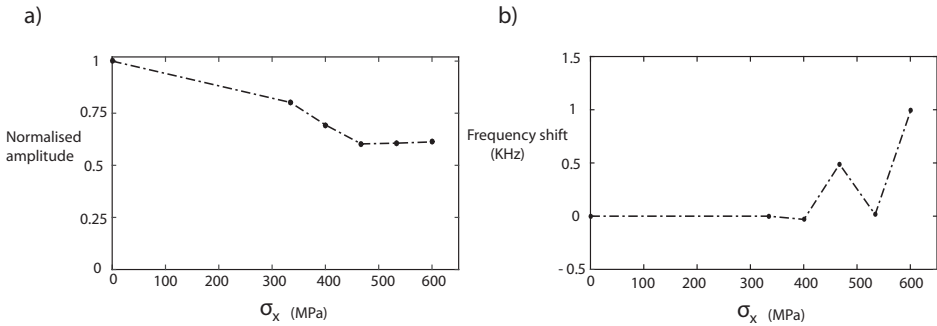 a)
1
0.75
Normalised
amplitude
0.5
0.25
0
0 100 200 300 400 500 600
σx (MPa)
b)
1.5
1
Frequency shift
(KHz)
0.5
0
- 0.5
0 100 200 300 400 500 600
σx (MPa)